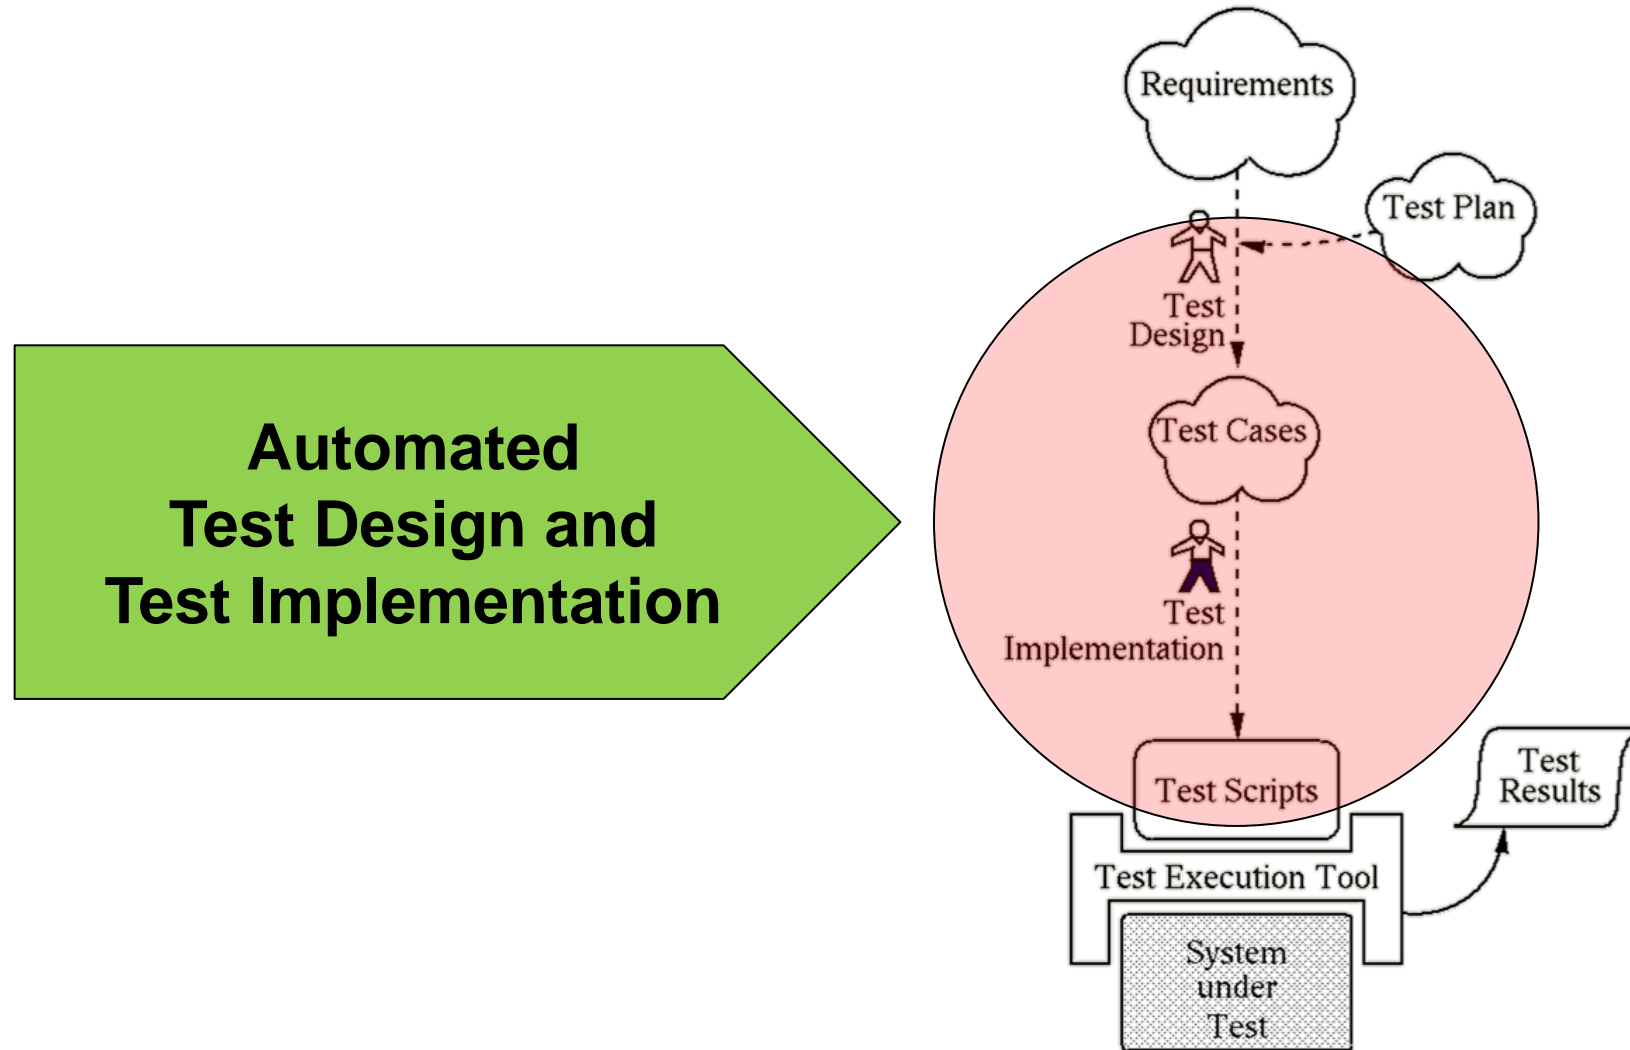 Automated
Test Design and
Test Implementation
Requirements
Test Plan
Test
Design
Test Cases
Test
Implementation
Test Scripts
Test
Results
Test Execution Tool
System
under
Test